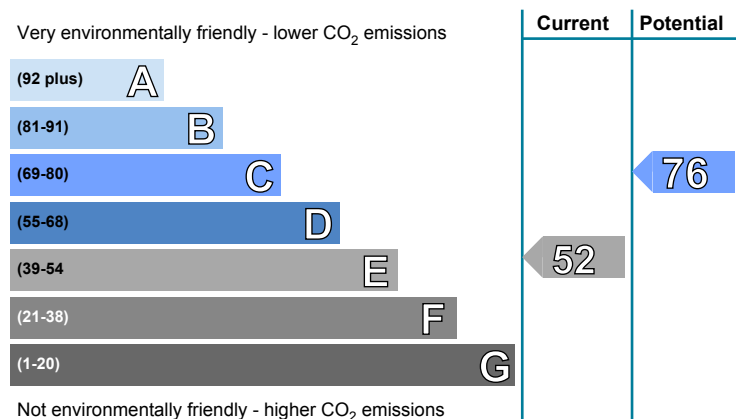 Very environmentally friendly - lower CO₂ emissions
Current
Potential
(92 plus) A
(81-91) B
(69-80) C
76
(55-68) D
(39-54 E
52
(21-38) F
(1-20) G
Not environmentally friendly - higher CO₂ emissions